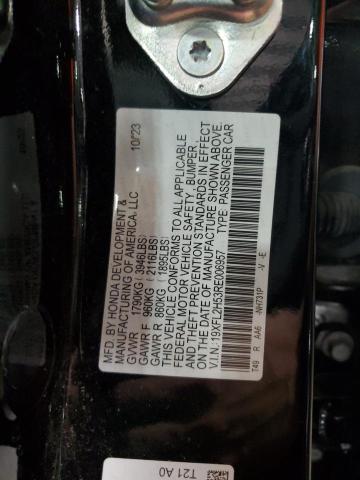 MFD. BY HONDA DEVELOPMENT &
MANUFACTURING OF AMERICA, LLC 10/'23
GVWR 1790KG (3946LBS)
GAWR F 960KG (2116LBS)
GAWR R 860KG (1895LBS)
THIS VEHICLE CONFORMS TO ALL APPLICABLE
FEDERAL MOTOR VEHICLE SAFETY, BUMPER,
AND THEFT PREVENTION STANDARDS IN EFFECT
ON THE DATE OF MANUFACTURE SHOWN ABOVE.
V.I.N: 19XFL2H53RE006957 TYPE: PASSENGER CAR
T49 R AA6 -NH731P -V -E
T21 A0